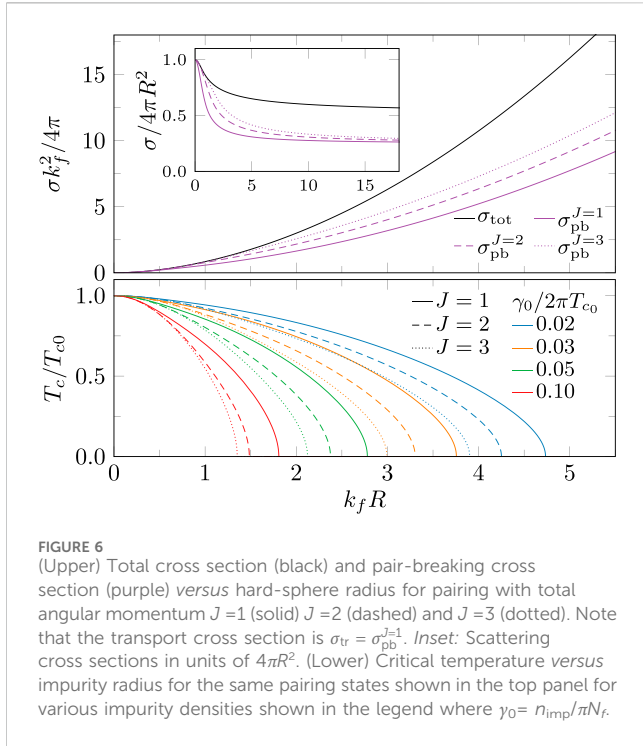 σk_f^2/4π
15
10
5
0
σ/4πR^2
1.0
0.5
0.0
0 5 10 15
σ_tot σ_pb^{J=1}
σ_pb^{J=2} σ_pb^{J=3}
T_c/T_{c0}
1.0
0.5
0.0
J = 1 γ_0/2πT_{c_0}
J = 2 0.02
J = 3 0.03
0.05
0.10
0 1 2 3 4 5
k_f R
FIGURE 6
(Upper) Total cross section (black) and pair-breaking cross
section (purple) versus hard-sphere radius for pairing with total
angular momentum J =1 (solid) J =2 (dashed) and J =3 (dotted). Note
that the transport cross section is σ_tr = σ_pb^{J=1}. Inset: Scattering
cross sections in units of 4πR^2. (Lower) Critical temperature versus
impurity radius for the same pairing states shown in the top panel for
various impurity densities shown in the legend where γ_0= n_imp/πN_f.